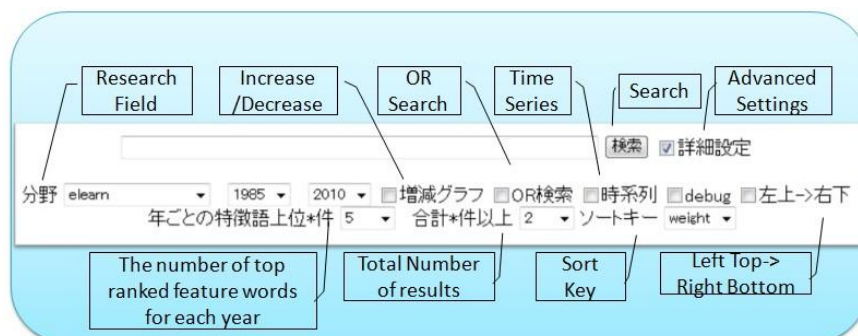 Research
Field
Increase
/Decrease
OR
Search
Time
Series
Search
Advanced
Settings
検索 詳細設定
分野 elearn 1985 2010 増減グラフ OR検索 時系列 debug 左上->右下
年ごとの特徴語上位*件 5 合計*件以上 2 ソートキー weight
The number of top
ranked feature words
for each year
Total Number
of results
Sort
Key
Left Top->
Right Bottom